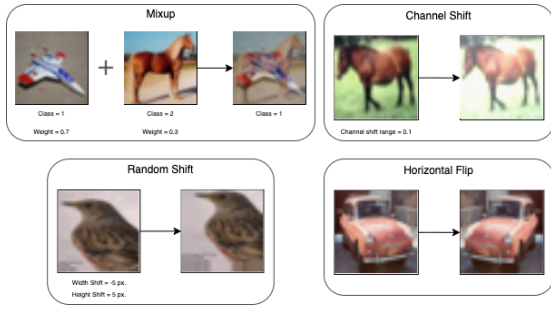 Mixup
Class = 1
Class = 2
Class = 1
Weight = 0.7
Weight = 0.3
Channel Shift
Channel shift range = 0.1
Random Shift
Width Shift = -5 px.
Height Shift = 5 px.
Horizontal Flip